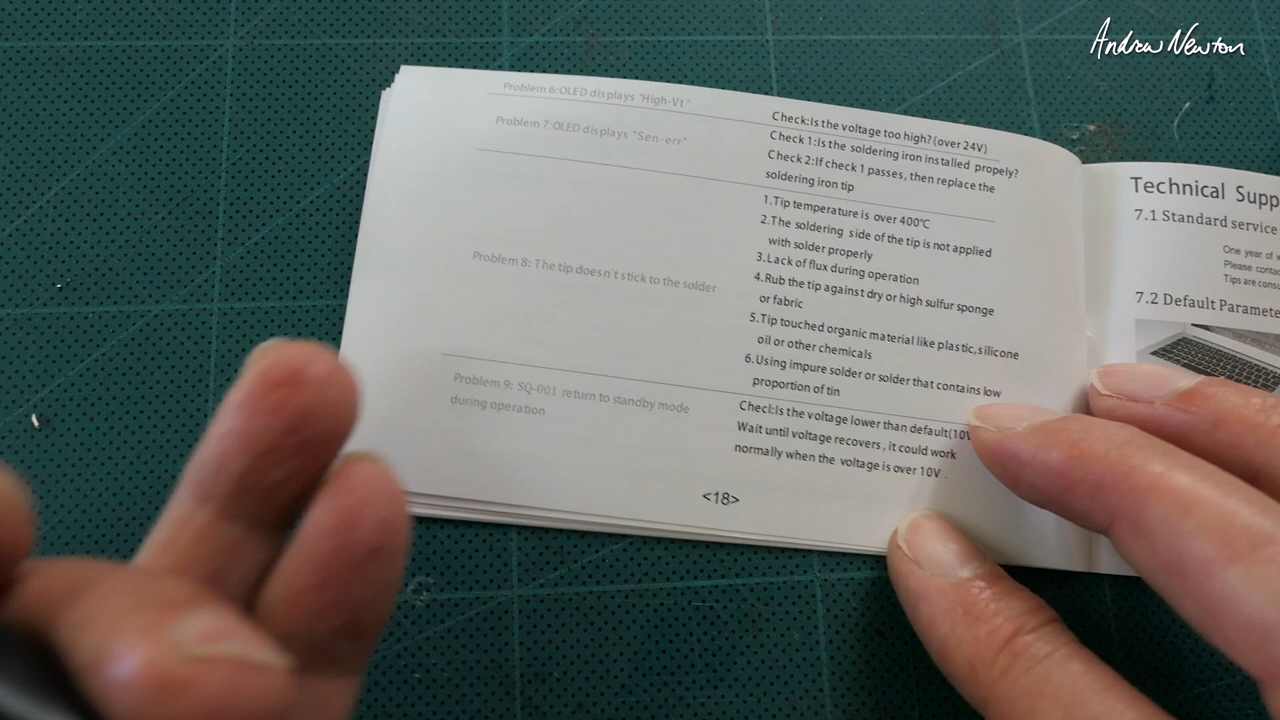 Andrew Newton
Problem 6:OLED displays "High-Vt"
Check:Is the voltage too high? (over 24V)
Problem 7:OLED displays "Sen-err"
Check 1:Is the soldering iron installed propely?
Check 2:If check 1 passes, then replace the
soldering iron tip
Problem 8: The tip doesn't stick to the solder
1.Tip temperature is over 400℃
2.The soldering side of the tip is not applied
with solder properly
3.Lack of flux during operation
4.Rub the tip against dry or high sulfur sponge
or fabric
5.Tip touched organic material like plastic,silicone
oil or other chemicals
6.Using impure solder or solder that contains low
proportion of tin
Problem 9: SQ-001 return to standby mode
during operation
Checl:Is the voltage lower than default(10V
Wait until voltage recovers , it could work
normally when the voltage is over 10V .
<18>
Technical Supp
7.1 Standard service
One year of
Please conta
Tips are cons
7.2 Default Paramete